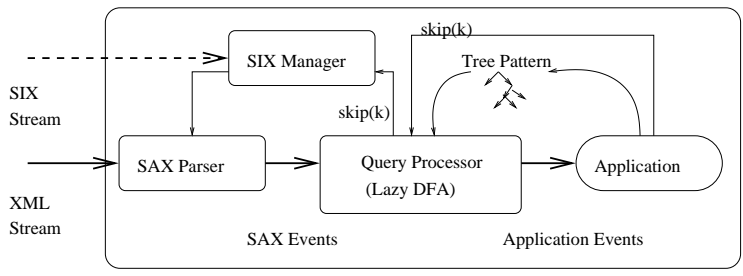 skip(k)
SIX Manager
Tree Pattern
SIX
Stream
skip(k)
SAX Parser
Query Processor
(Lazy DFA)
Application
XML
Stream
SAX Events
Application Events